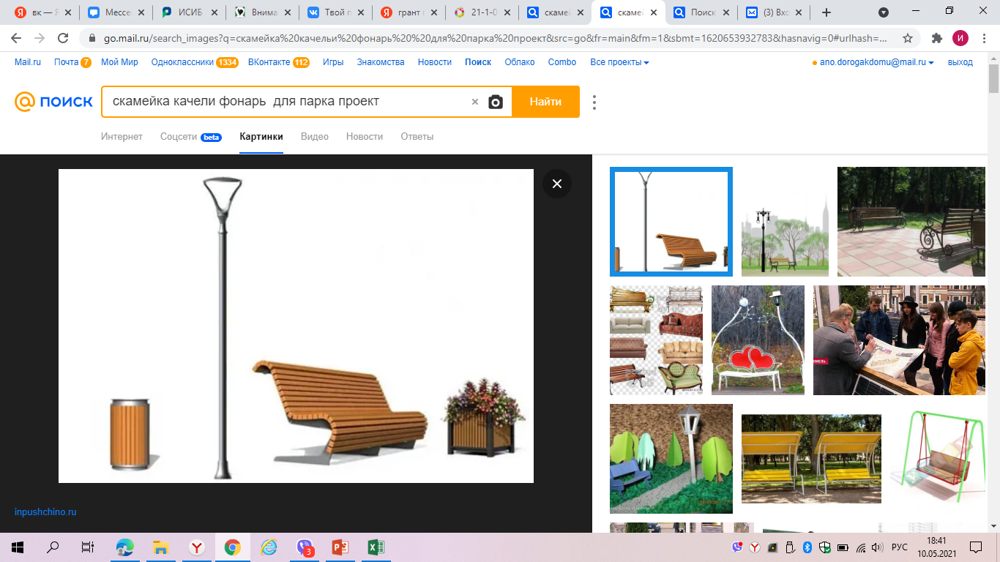 вк — Я
Мессе
ИСИБ
Внима
Твой п
грант
21-1-0
скаме
скаме
Поиск
(3) Вхо
go.mail.ru/search_images?q=скамейка%20качельи%20фонарь%20%20для%20парка%20проект&src=go&fr=main&fm=1&sbmt=1620653932783&hasnavig=0#urlhash=...
И
Mail.ru Почта 7 Мой Мир Одноклассники 1334 ВКонтакте 112 Игры Знакомства Новости Поиск Облако Combo Все проекты ano.dorogakdomu@mail.ru выход
ПОИСК
скамейка качели фонарь для парка проект
Найти
Интернет Соцсети beta Картинки Видео Новости Ответы
inpushchino.ru
3
РУС
18:41
10.05.2021